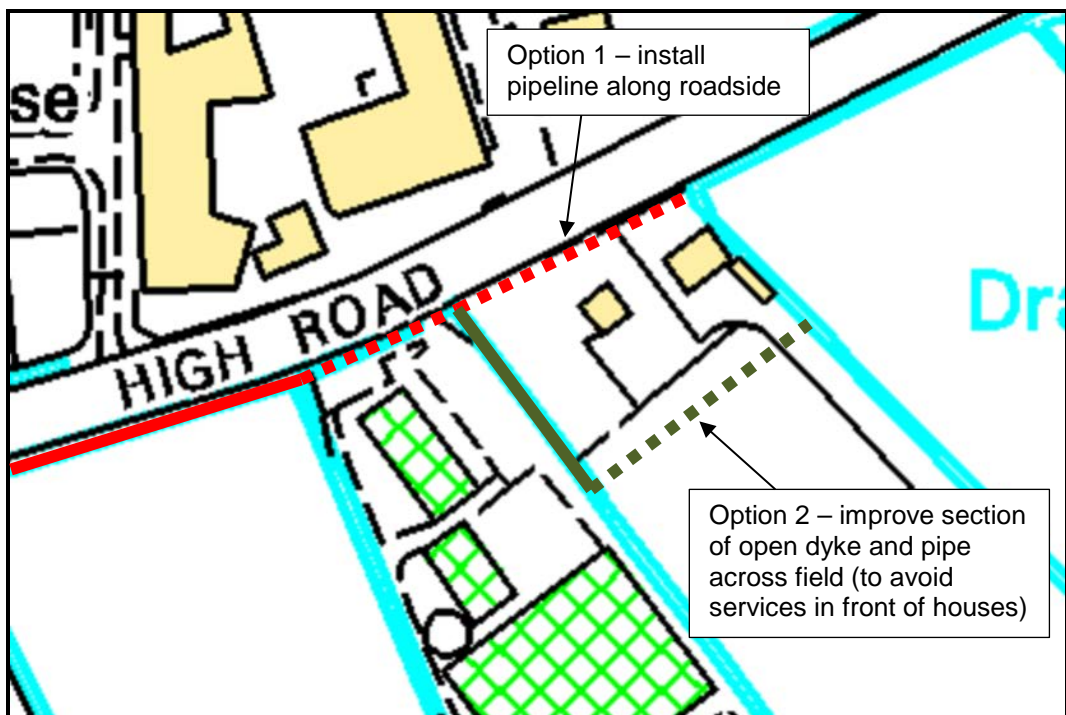 Option 1 – install
pipeline along roadside
se
HIGH ROAD
Dra
Option 2 – improve section
of open dyke and pipe
across field (to avoid
services in front of houses)